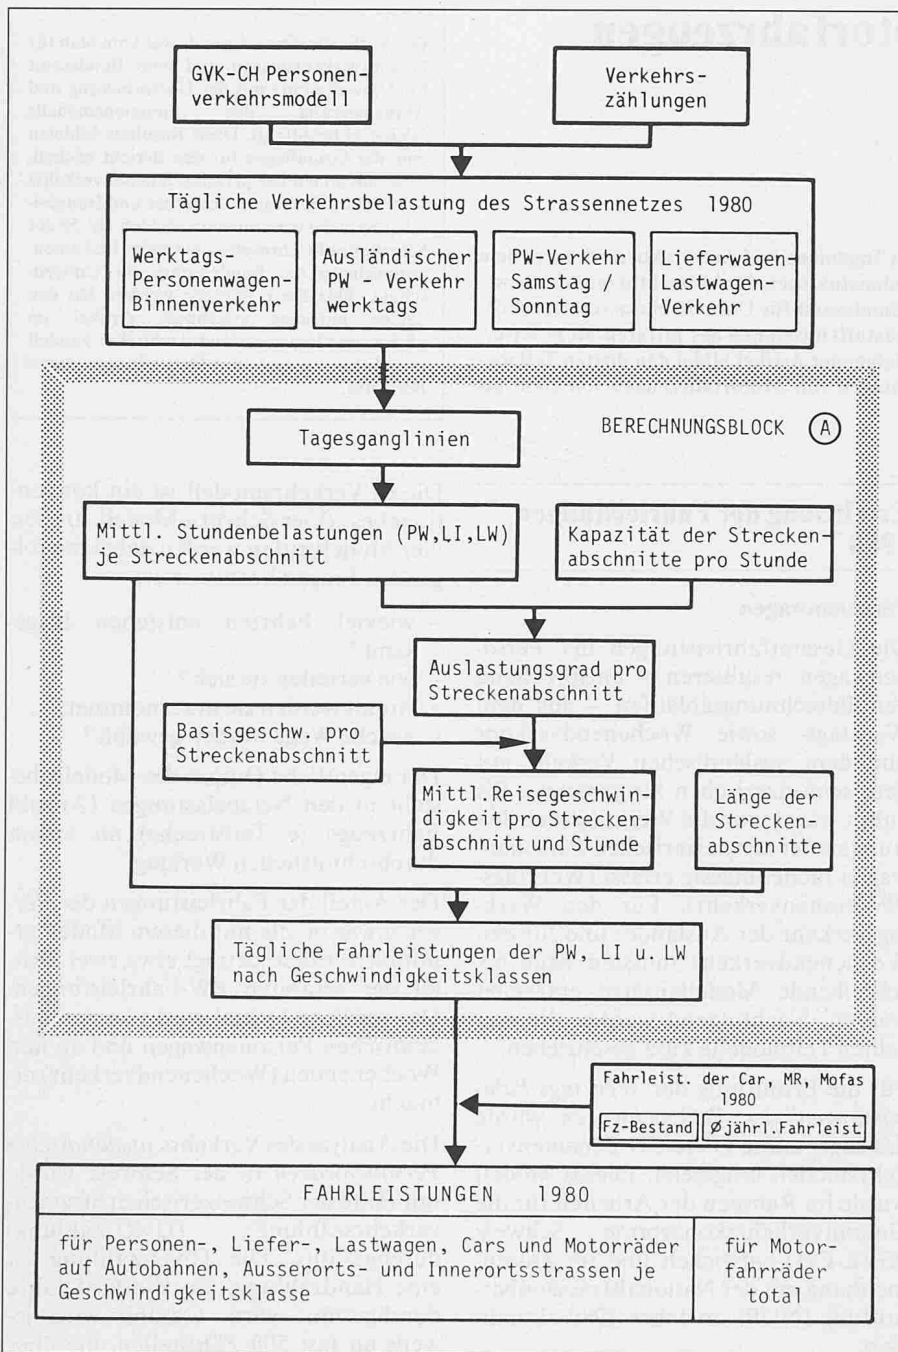 GVK-CH Personen-
verkehrsmodell
Verkehrs-
zählungen
Tägliche Verkehrsbelastung des Strassennetzes 1980
Werktags-
Personenwagen-
Binnenverkehr
Ausländischer
PW - Verkehr
werktags
PW-Verkehr
Samstag /
Sonntag
Lieferwagen-
Lastwagen-
Verkehr
BERECHNUNGSBLOCK A
Tagesganglinien
Mittl. Stundenbelastungen (PW,LI,LW)
je Streckenabschnitt
Kapazität der Strecken-
abschnitte pro Stunde
Auslastungsgrad pro
Streckenabschnitt
Basisgeschw. pro
Streckenabschnitt
Mittl.Reisegeschwin-
digkeit pro Strecken-
abschnitt und Stunde
Länge der
Strecken-
abschnitte
Tägliche Fahrleistungen der PW, LI u. LW
nach Geschwindigkeitsklassen
Fahrleist. der Car, MR, Mofas
1980
Fz-Bestand
Ø jährl.Fahrleist
FAHRLEISTUNGEN 1980
für Personen-, Liefer-, Lastwagen, Cars und Motorräder
auf Autobahnen, Ausserorts- und Innertortsstrassen je
Geschwindigkeitsklasse
für Motor-
fahrräder
total